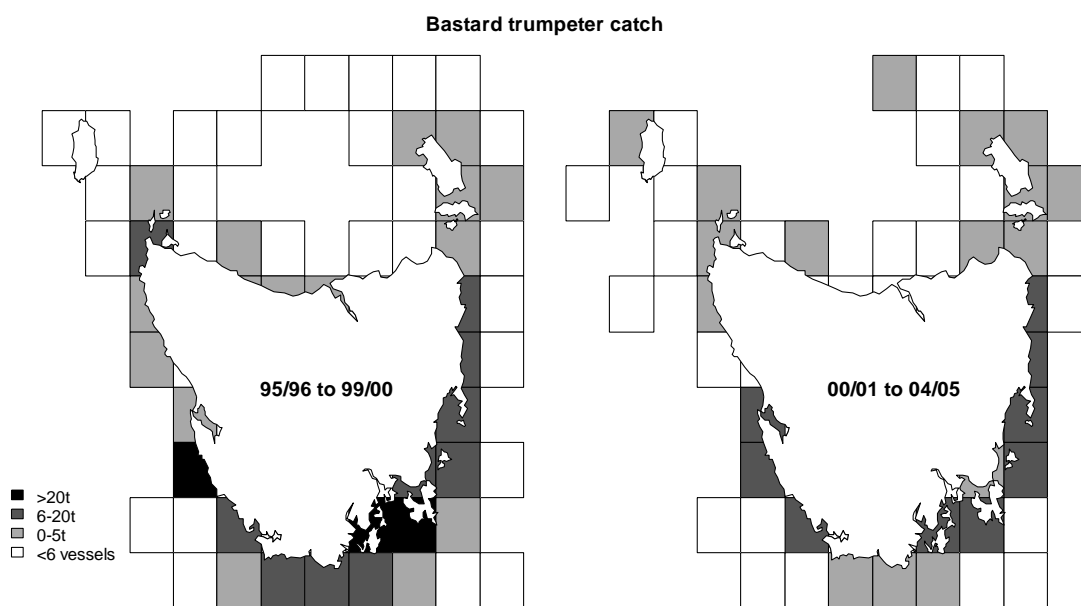 Bastard trumpeter catch
95/96 to 99/00
00/01 to 04/05
>20t
6-20t
0-5t
<6 vessels